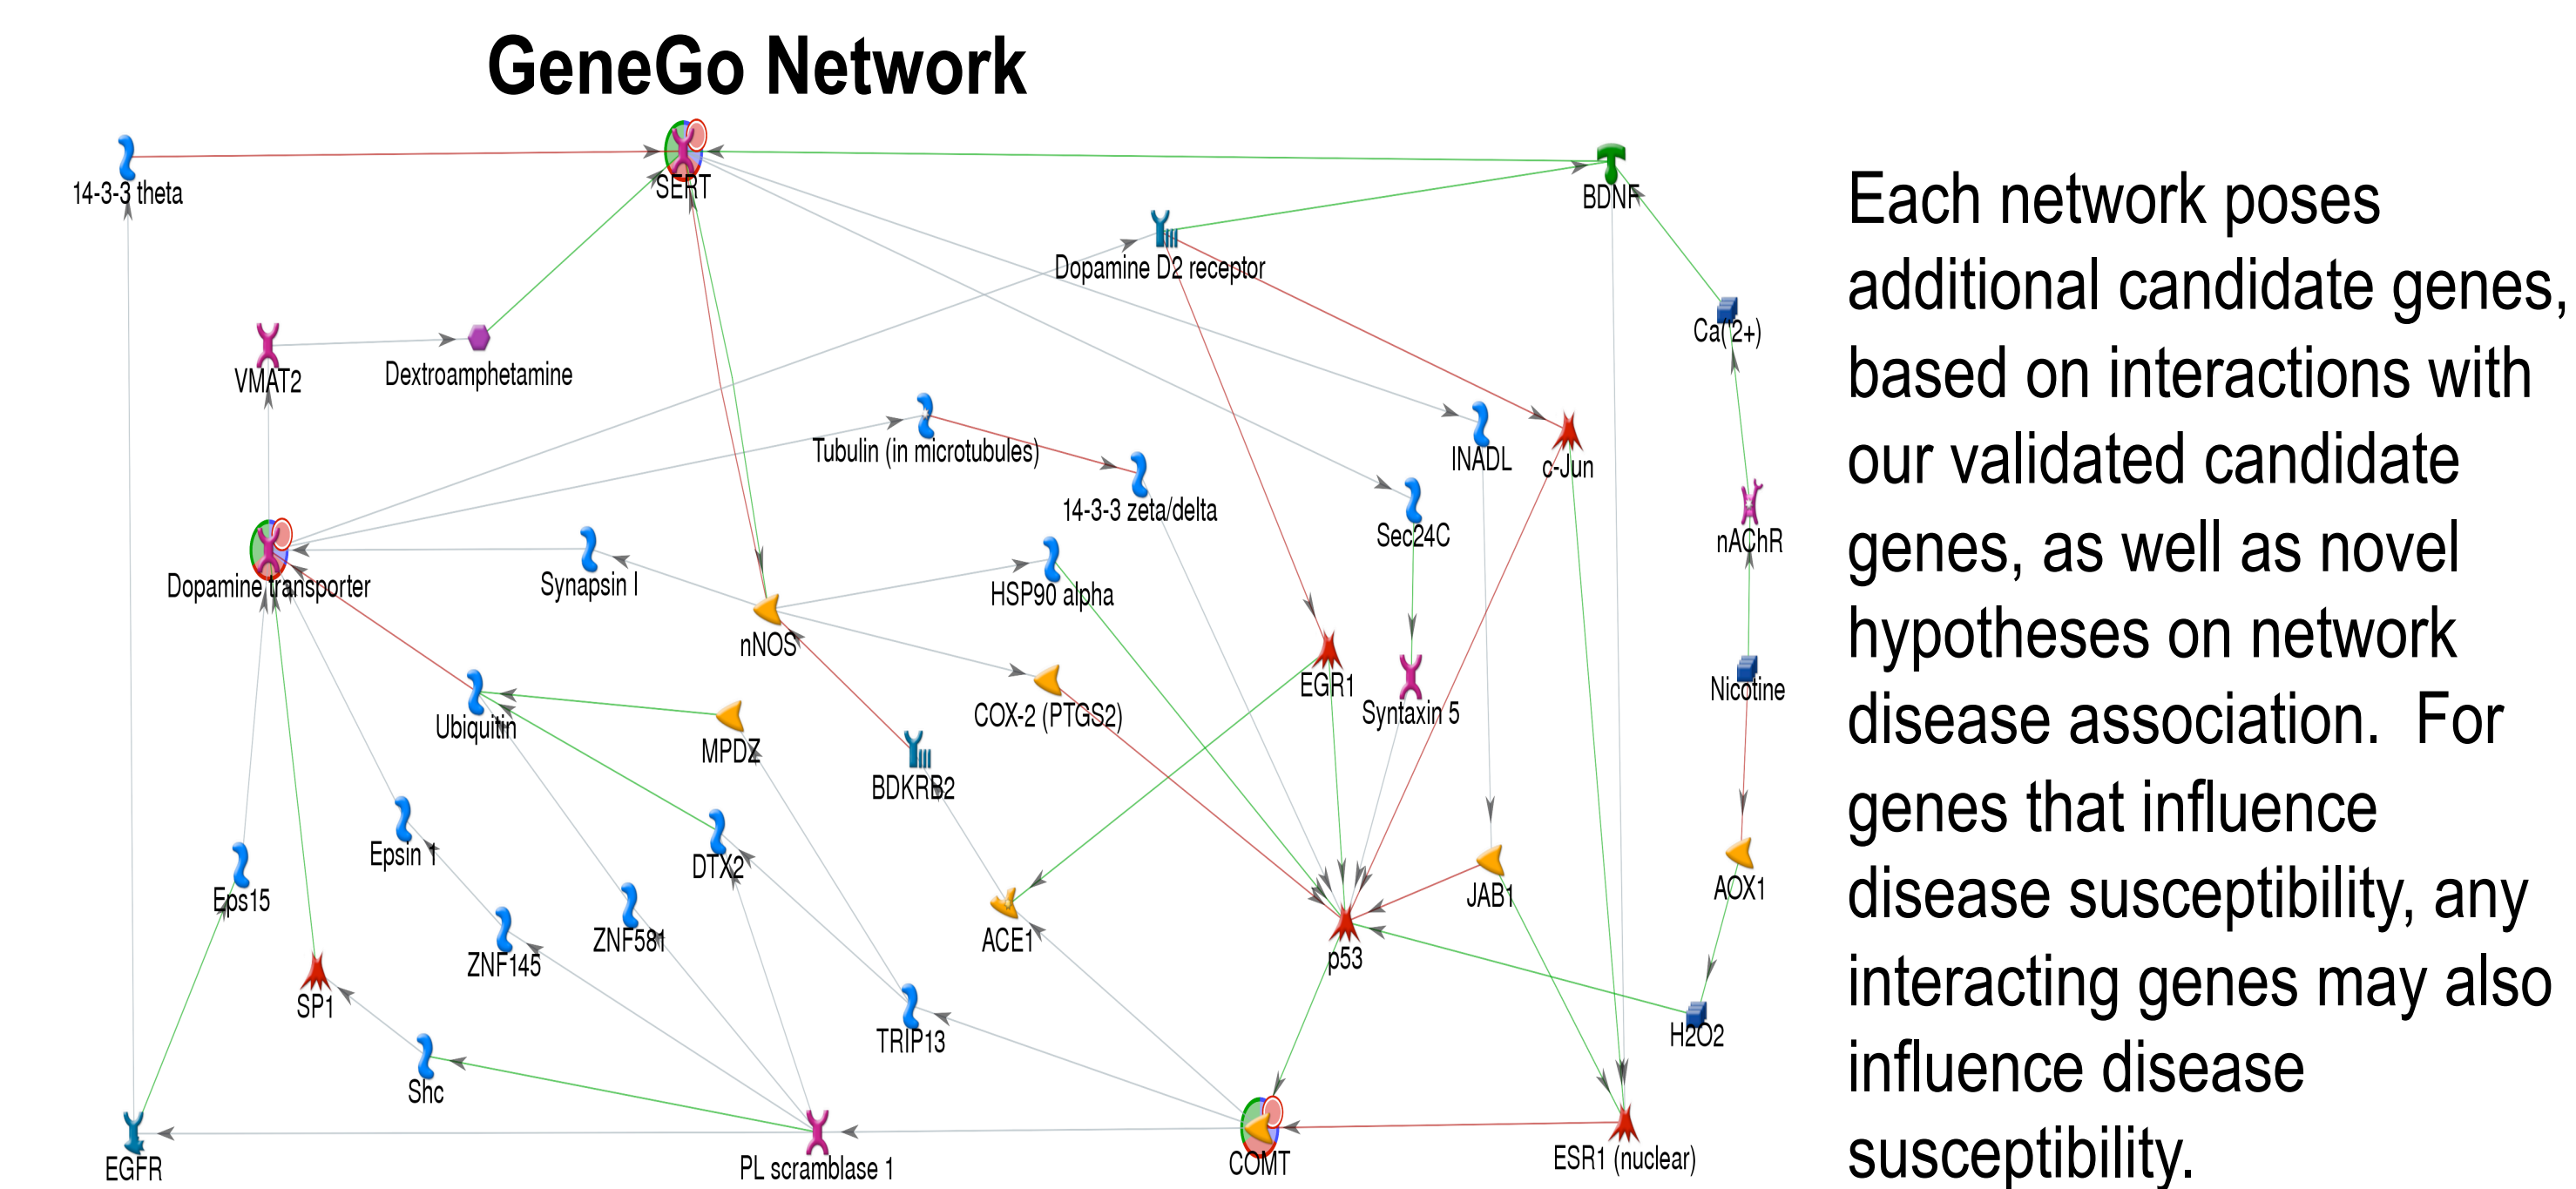 GeneGo Network
14-3-3 theta
SERT
BDNF
Dopamine D2 receptor
Ca('2+)
VMAT2
Dextroamphetamine
Tubulin (in microtubules)
INADL
c-Jun
14-3-3 zeta/delta
Sec24C
nAChR
Dopamine transporter
Synapsin I
HSP90 alpha
nNOS
EGR1
Syntaxin 5
Nicotine
Ubiquitin
COX-2 (PTGS2)
MPDZ
BDKRB2
Epsin 1
DTX2
Eps15
JAB1
AOX1
ZNF145
ZNF581
ACE1
p53
SP1
TRIP13
H2O2
Shc
EGFR
PL scramblase 1
COMT
ESR1 (nuclear)
Each network poses
additional candidate genes,
based on interactions with
our validated candidate
genes, as well as novel
hypotheses on network
disease association. For
genes that influence
disease susceptibility, any
interacting genes may also
influence disease
susceptibility.